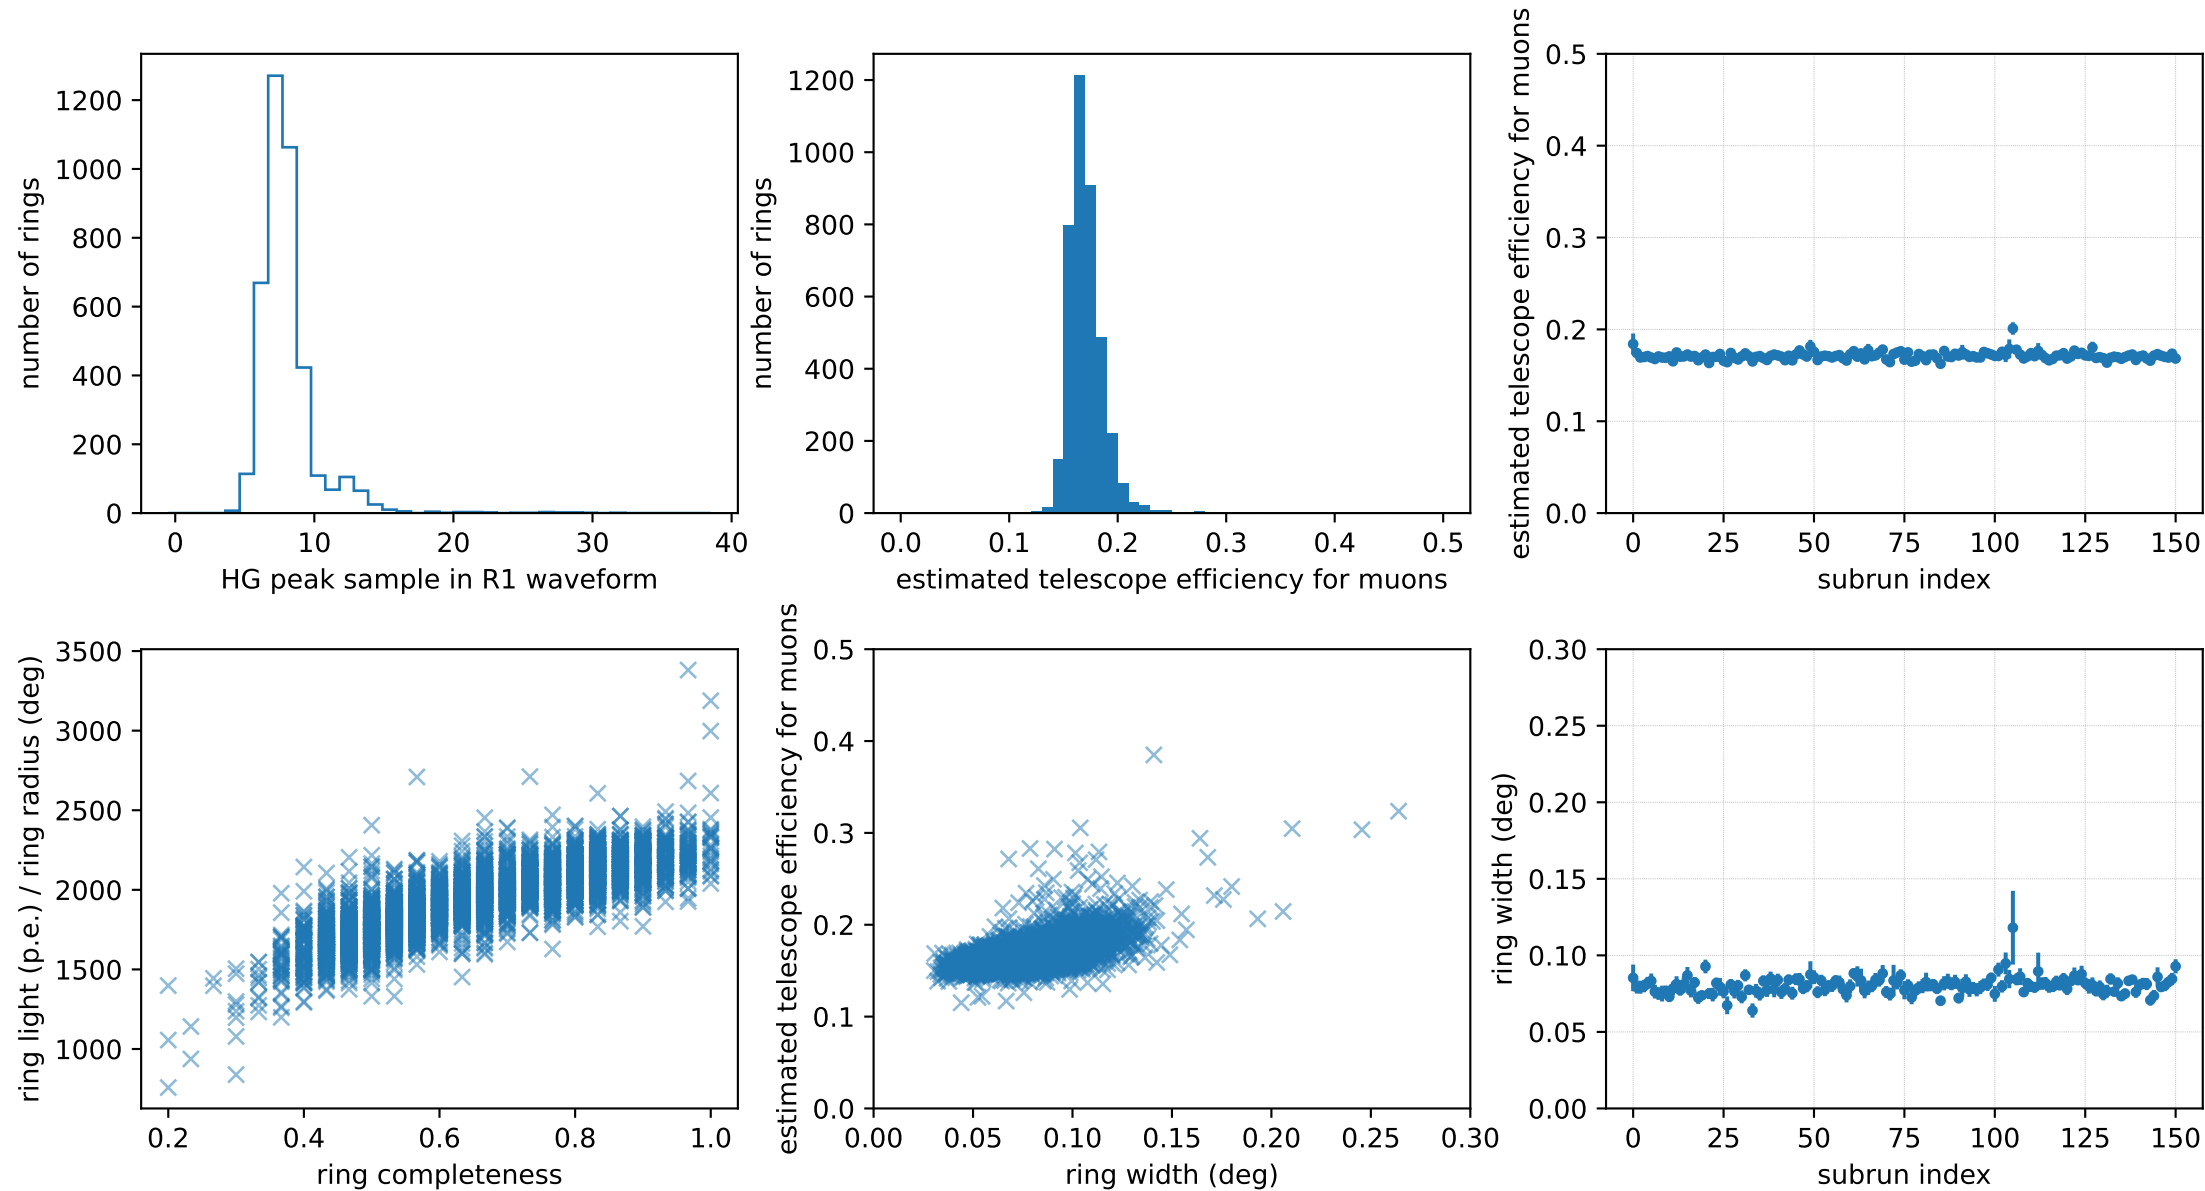 number of rings
1200
1000
800
600
400
200
0
0 10 20 30 40
HG peak sample in R1 waveform
number of rings
1200
1000
800
600
400
200
0
0.0 0.1 0.2 0.3 0.4 0.5
estimated telescope efficiency for muons
estimated telescope efficiency for muons
0.5
0.4
0.3
0.2
0.1
0.0
0 25 50 75 100 125 150
subrun index
ring light (p.e.) / ring radius (deg)
3500
3000
2500
2000
1500
1000
0.2 0.4 0.6 0.8 1.0
ring completeness
estimated telescope efficiency for muons
0.5
0.4
0.3
0.2
0.1
0.0
0.00 0.05 0.10 0.15 0.20 0.25 0.30
ring width (deg)
ring width (deg)
0.30
0.25
0.20
0.15
0.10
0.05
0.00
0 25 50 75 100 125 150
subrun index